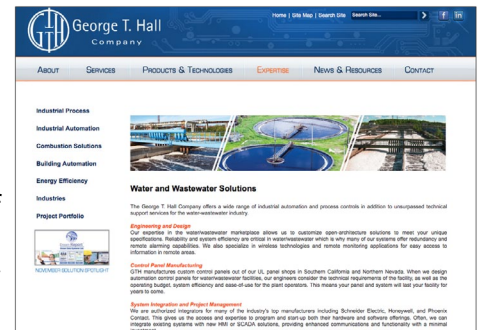 GTH
George T. Hall
Company
Home | Site Map | Search Site
Search Site...
f in
ABOUT SERVICES PRODUCTS & TECHNOLOGIES EXPERTISE NEWS & RESOURCES CONTACT
Industrial Process
Industrial Automation
Combustion Solutions
Building Automation
Energy Efficiency
Industries
Project Portfolio
NOVEMBER SOLUTION SPOTLIGHT
Water and Wastewater Solutions
The George T. Hall Company offers a wide range of industrial automation and process controls in addition to unsurpassed technical
support services for the water-wastewater industry.
Engineering and Design
Our expertise in the water/wastewater marketplace allows us to customize open-architecture solutions to meet your unique
specifications. Reliability and system efficiency are critical in water/wastewater which is why many of our systems offer redundancy and
remote alarming capabilities. We also specialize in wireless technologies and remote monitoring applications for easy access to
information in remote areas.
Control Panel Manufacturing
GTH manufactures custom control panels out of our UL panel shops in Southern California and Northern Nevada. When we design
automation control panels for water/wastewater facilities, our engineers consider the technical requirements of the facility, as well as the
operating budget, system efficiency and ease-of-use for the plant operators. This means your panel and system will last your facility for
years to come.
System Integration and Project Management
We are authorized integrators for many of the industry's top manufacturers including Schneider Electric, Honeywell, and Phoenix
Contact. This gives us the access and expertise to program and start-up both their hardware and software offerings. Often, we can
integrate existing systems with new HMI or SCADA solutions, providing enhanced communications and functionality with a minimal